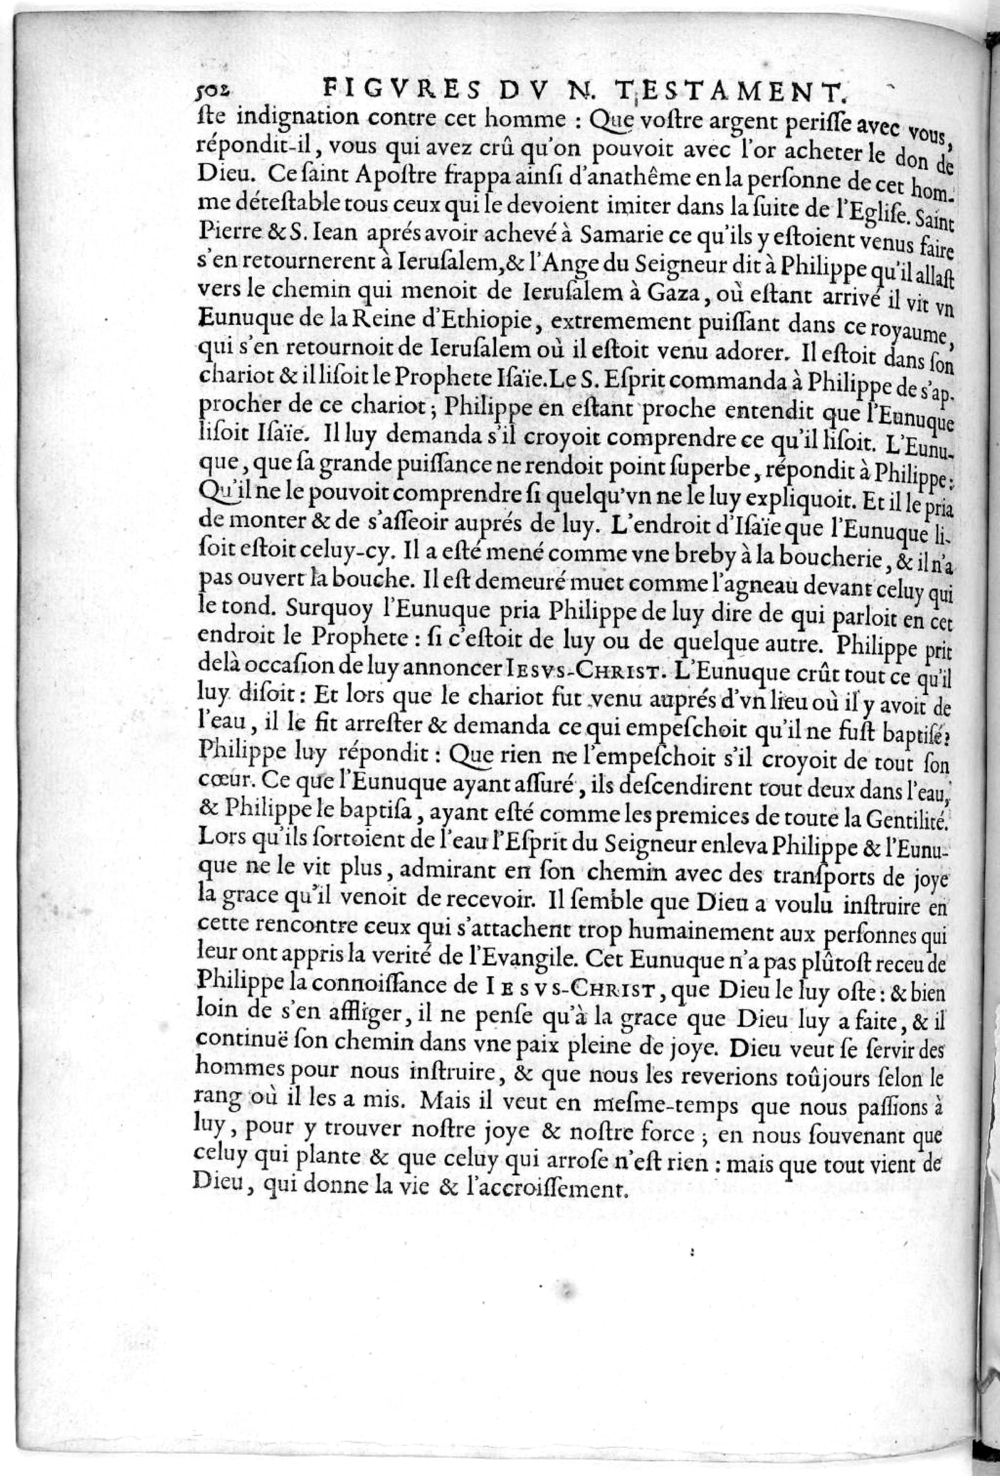 502 FIGVRES DV N. TESTAMENT.
ſte indignation contre cet homme : Que voſtre argent periſſe avec vous,
répondit-il, vous qui avez crû qu'on pouvoit avec l'or acheter le don de
Dieu. Ce ſaint Apoſtre frappa ainſi d'anathême en la perſonne de cet hom-
me déteſtable tous ceux qui le devoient imiter dans la ſuite de l'Egliſe. Saint
Pierre & S. Iean aprés avoir achevé à Samarie ce qu'ils y eſtoient venus faire
s'en retournerent à Ieruſalem, & l'Ange du Seigneur dit à Philippe qu'il allaſt
vers le chemin qui menoit de Ieruſalem à Gaza, où eſtant arrivé il vit vn
Eunuque de la Reine d'Ethiopie, extremement puiſſant dans ce royaume,
qui s'en retournoit de Ieruſalem où il eſtoit venu adorer. Il eſtoit dans ſon
chariot & il liſoit le Prophete Iſaïe. Le S. Eſprit commanda à Philippe de s'ap-
procher de ce chariot ; Philippe en eſtant proche entendit que l'Eunuque
liſoit Iſaïe. Il luy demanda s'il croyoit comprendre ce qu'il liſoit. L'Eunu-
que, que ſa grande puiſſance ne rendoit point ſuperbe, répondit à Philippe :
Qu'il ne le pouvoit comprendre ſi quelqu'vn ne le luy expliquoit. Et il le pria
de monter & de s'aſſeoir auprés de luy. L'endroit d'Iſaïe que l'Eunuque li-
ſoit eſtoit celuy-cy. Il a eſté mené comme vne breby à la boucherie, & il n'a
pas ouvert la bouche. Il eſt demeuré muet comme l'agneau devant celuy qui
le tond. Surquoy l'Eunuque pria Philippe de luy dire de qui parloit en cet
endroit le Prophete : ſi c'eſtoit de luy ou de quelque autre. Philippe prit
delà occaſion de luy annoncer IESVS-CHRIST. L'Eunuque crût tout ce qu'il
luy diſoit : Et lors que le chariot fut venu auprés d'vn lieu où il y avoit de
l'eau, il le fit arreſter & demanda ce qui empeſchoit qu'il ne fuſt baptiſé?
Philippe luy répondit : Que rien ne l'empeſchoit s'il croyoit de tout ſon
cœur. Ce que l'Eunuque ayant aſſuré, ils deſcendirent tout deux dans l'eau,
& Philippe le baptiſa, ayant eſté comme les premices de toute la Gentilité.
Lors qu'ils ſortoient de l'eau l'Eſprit du Seigneur enleva Philippe & l'Eunu-
que ne le vit plus, admirant en ſon chemin avec des tranſports de joye
la grace qu'il venoit de recevoir. Il ſemble que Dieu a voulu inſtruire en
cette rencontre ceux qui s'attachent trop humainement aux perſonnes qui
leur ont appris la verité de l'Evangile. Cet Eunuque n'a pas plûtoſt receu de
Philippe la connoiſſance de IESVS-CHRIST, que Dieu le luy oſte : & bien
loin de s'en affliger, il ne penſe qu'à la grace que Dieu luy a faite, & il
continuë ſon chemin dans vne paix pleine de joye. Dieu veut ſe ſervir des
hommes pour nous inſtruire, & que nous les reverions toûjours ſelon le
rang où il les a mis. Mais il veut en meſme-temps que nous paſſions à
luy, pour y trouver noſtre joye & noſtre force ; en nous ſouvenant que
celuy qui plante & que celuy qui arroſe n'eſt rien : mais que tout vient de
Dieu, qui donne la vie & l'accroiſſement.